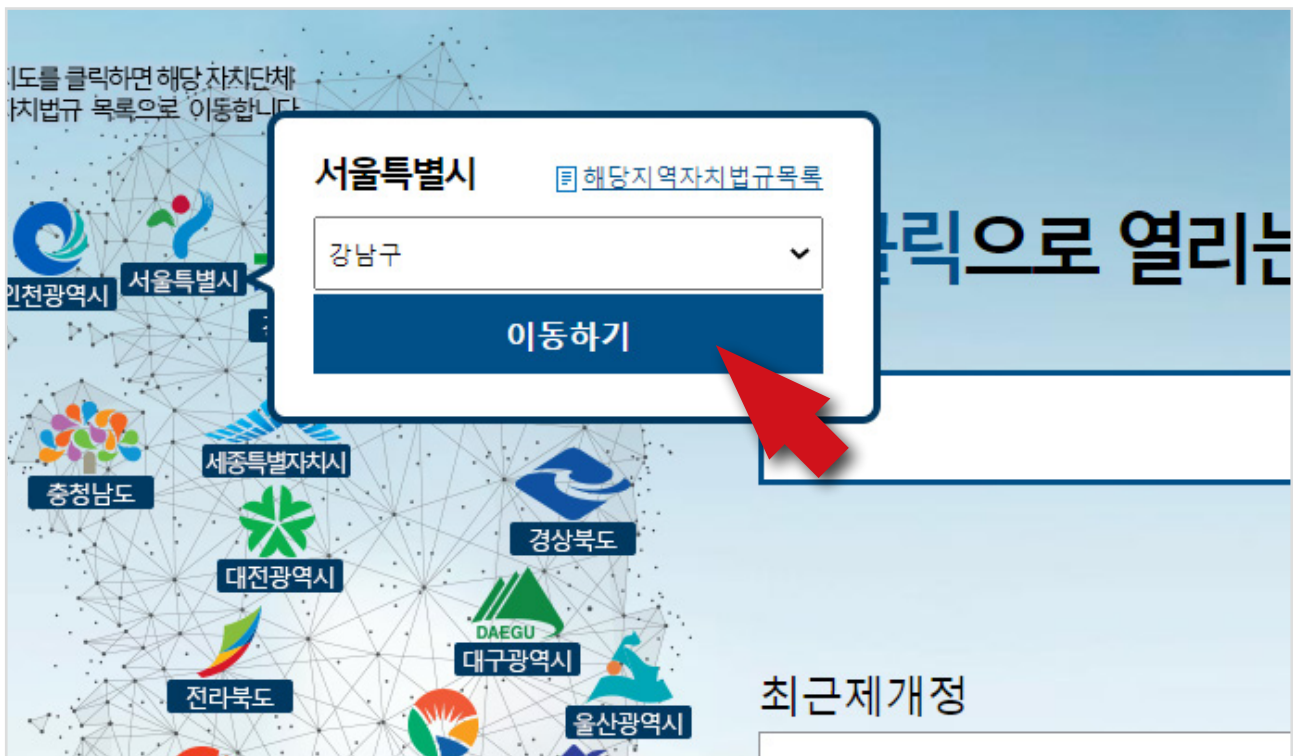 지도를 클릭하면 해당 자치단체
자치법규 목록으로 이동합니다
서울특별시
해당지역자치법규목록
강남구
이동하기
인천광역시
서울특별시
릭으로 열리는
세종특별자치시
충청남도
경상북도
대전광역시
DAEGU
대구광역시
전라북도
울산광역시
최근제개정